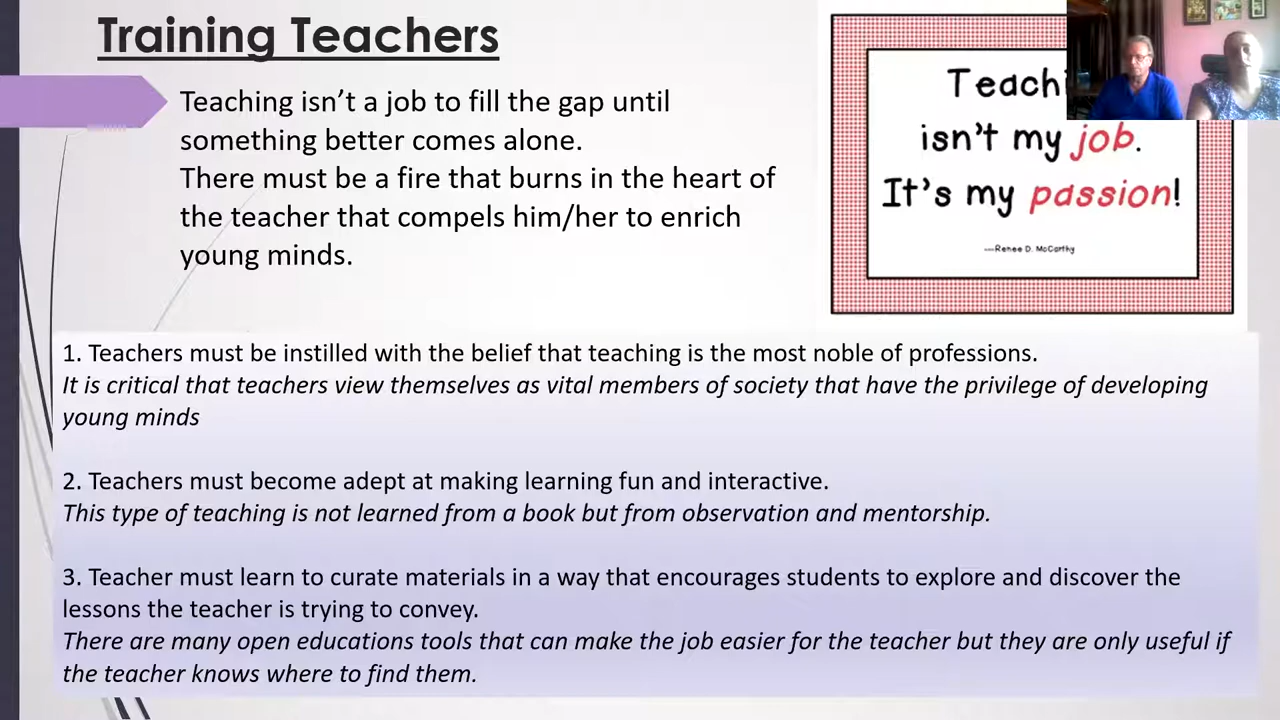 Training Teachers
Teaching isn't a job to fill the gap until
something better comes alone.
There must be a fire that burns in the heart of
the teacher that compels him/her to enrich
young minds.
Teachi
isn't my job.
It's my passion!
—Renee D. McCarthy
1. Teachers must be instilled with the belief that teaching is the most noble of professions.
It is critical that teachers view themselves as vital members of society that have the privilege of developing
young minds
2. Teachers must become adept at making learning fun and interactive.
This type of teaching is not learned from a book but from observation and mentorship.
3. Teacher must learn to curate materials in a way that encourages students to explore and discover the
lessons the teacher is trying to convey.
There are many open educations tools that can make the job easier for the teacher but they are only useful if
the teacher knows where to find them.